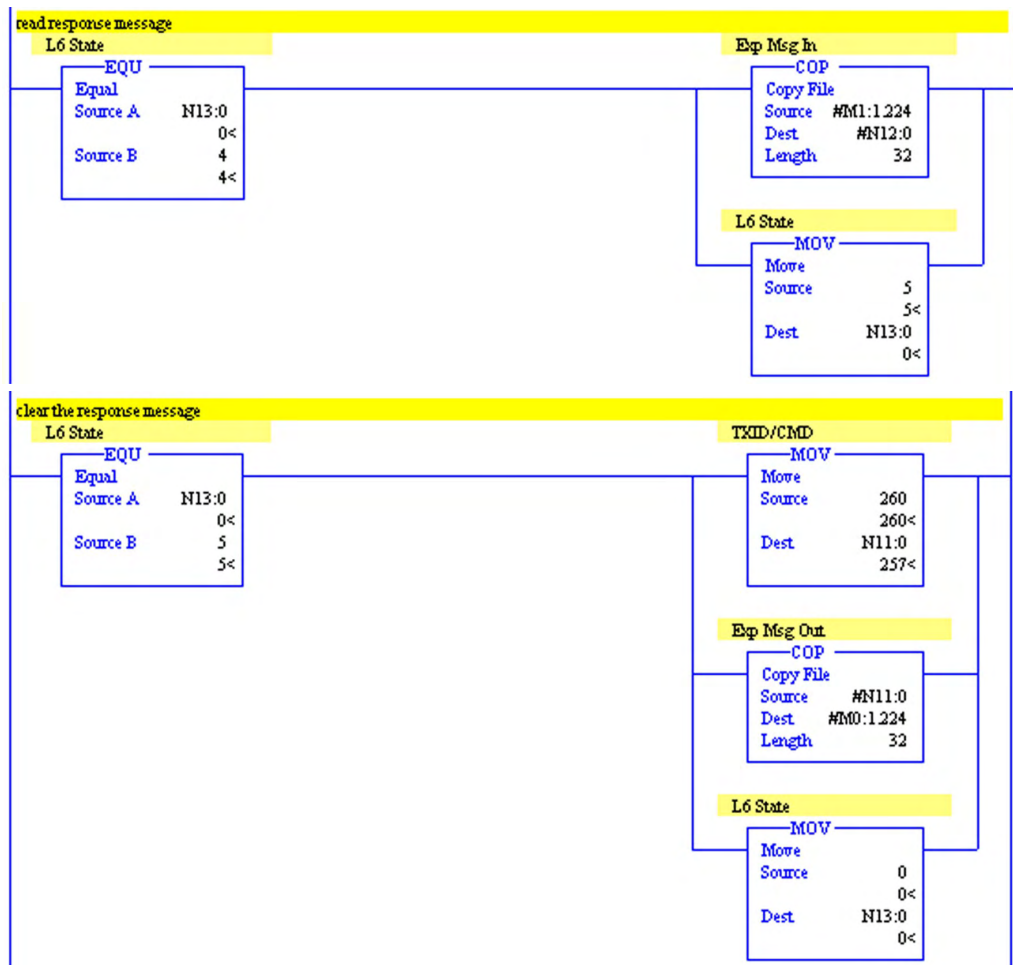 read response message
L6 State
EQU
Equal
Source A N13:0
0<
Source B 4
4<
Exp Msg In
COP
Copy File
Source #M1:1.224
Dest #N12:0
Length 32
L6 State
MOV
Move
Source 5
5<
Dest N13:0
0<
clear the response message
L6 State
EQU
Equal
Source A N13:0
0<
Source B 5
5<
TXID/CMD
MOV
Move
Source 260
260<
Dest N11:0
257<
Exp Msg Out
COP
Copy File
Source #N11:0
Dest #M0:1.224
Length 32
L6 State
MOV
Move
Source 0
0<
Dest N13:0
0<